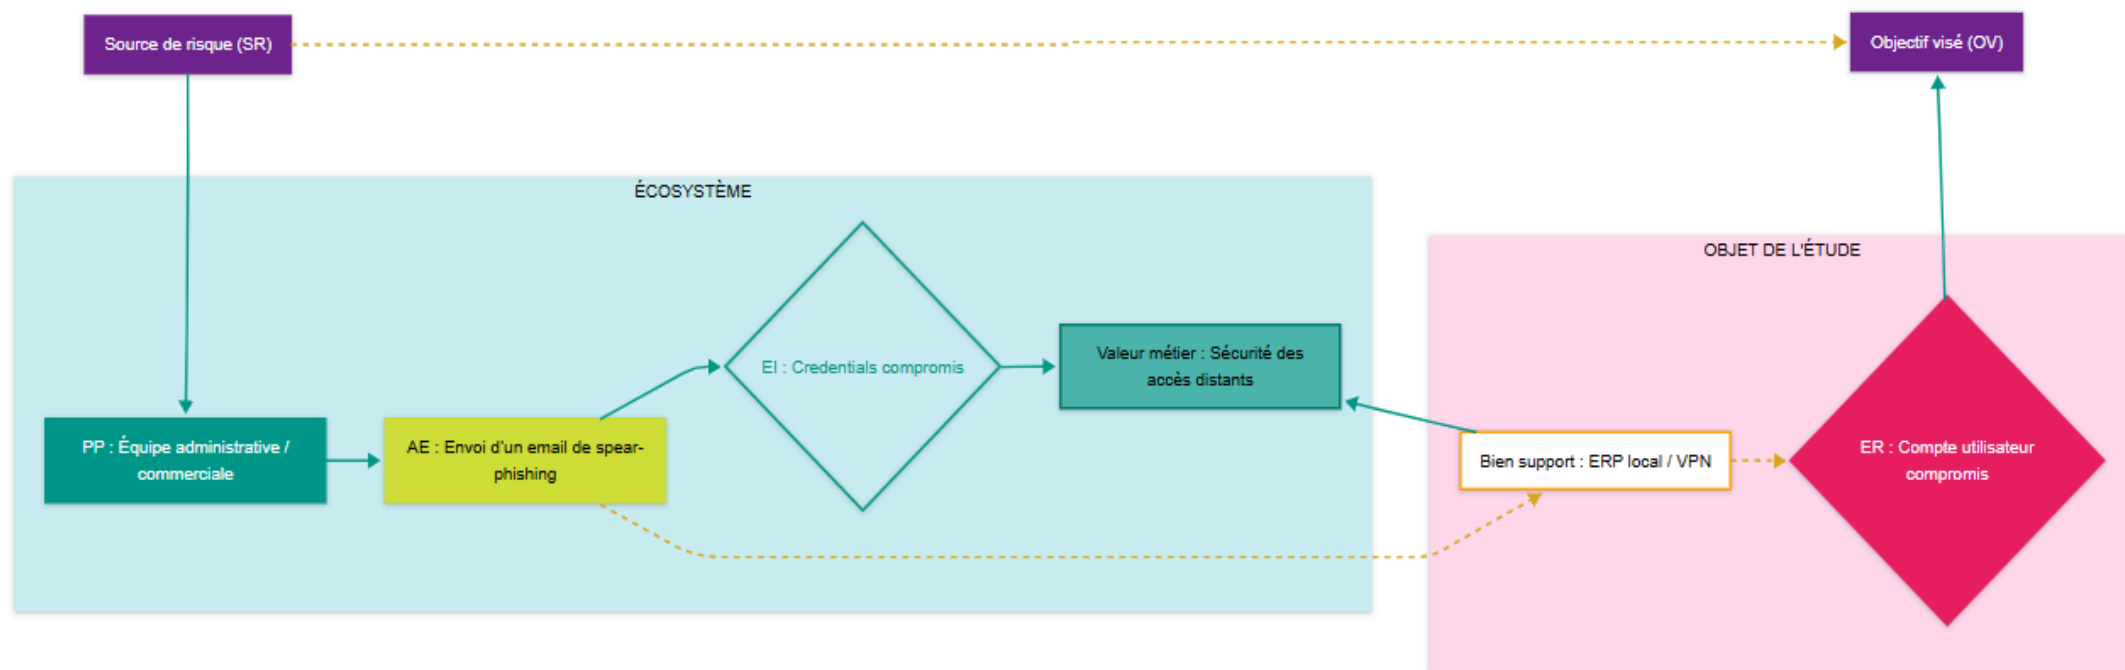 Source de risque (SR)
Objectif visé (OV)
ÉCOSYSTÈME
OBJET DE L'ÉTUDE
PP : Équipe administrative /
commerciale
AE : Envoi d'un email de spear-
phishing
EI : Credentials compromis
Valeur métier : Sécurité des
accès distants
Bien support : ERP local / VPN
ER : Compte utilisateur
compromis